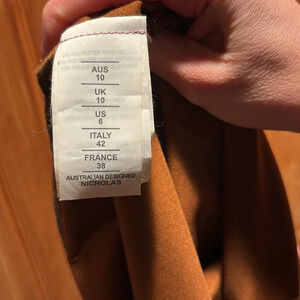 AUS
10
UK
10
US
6
ITALY
42
FRANCE
38
AUSTRALIAN DESIGNED
NICHOLAS